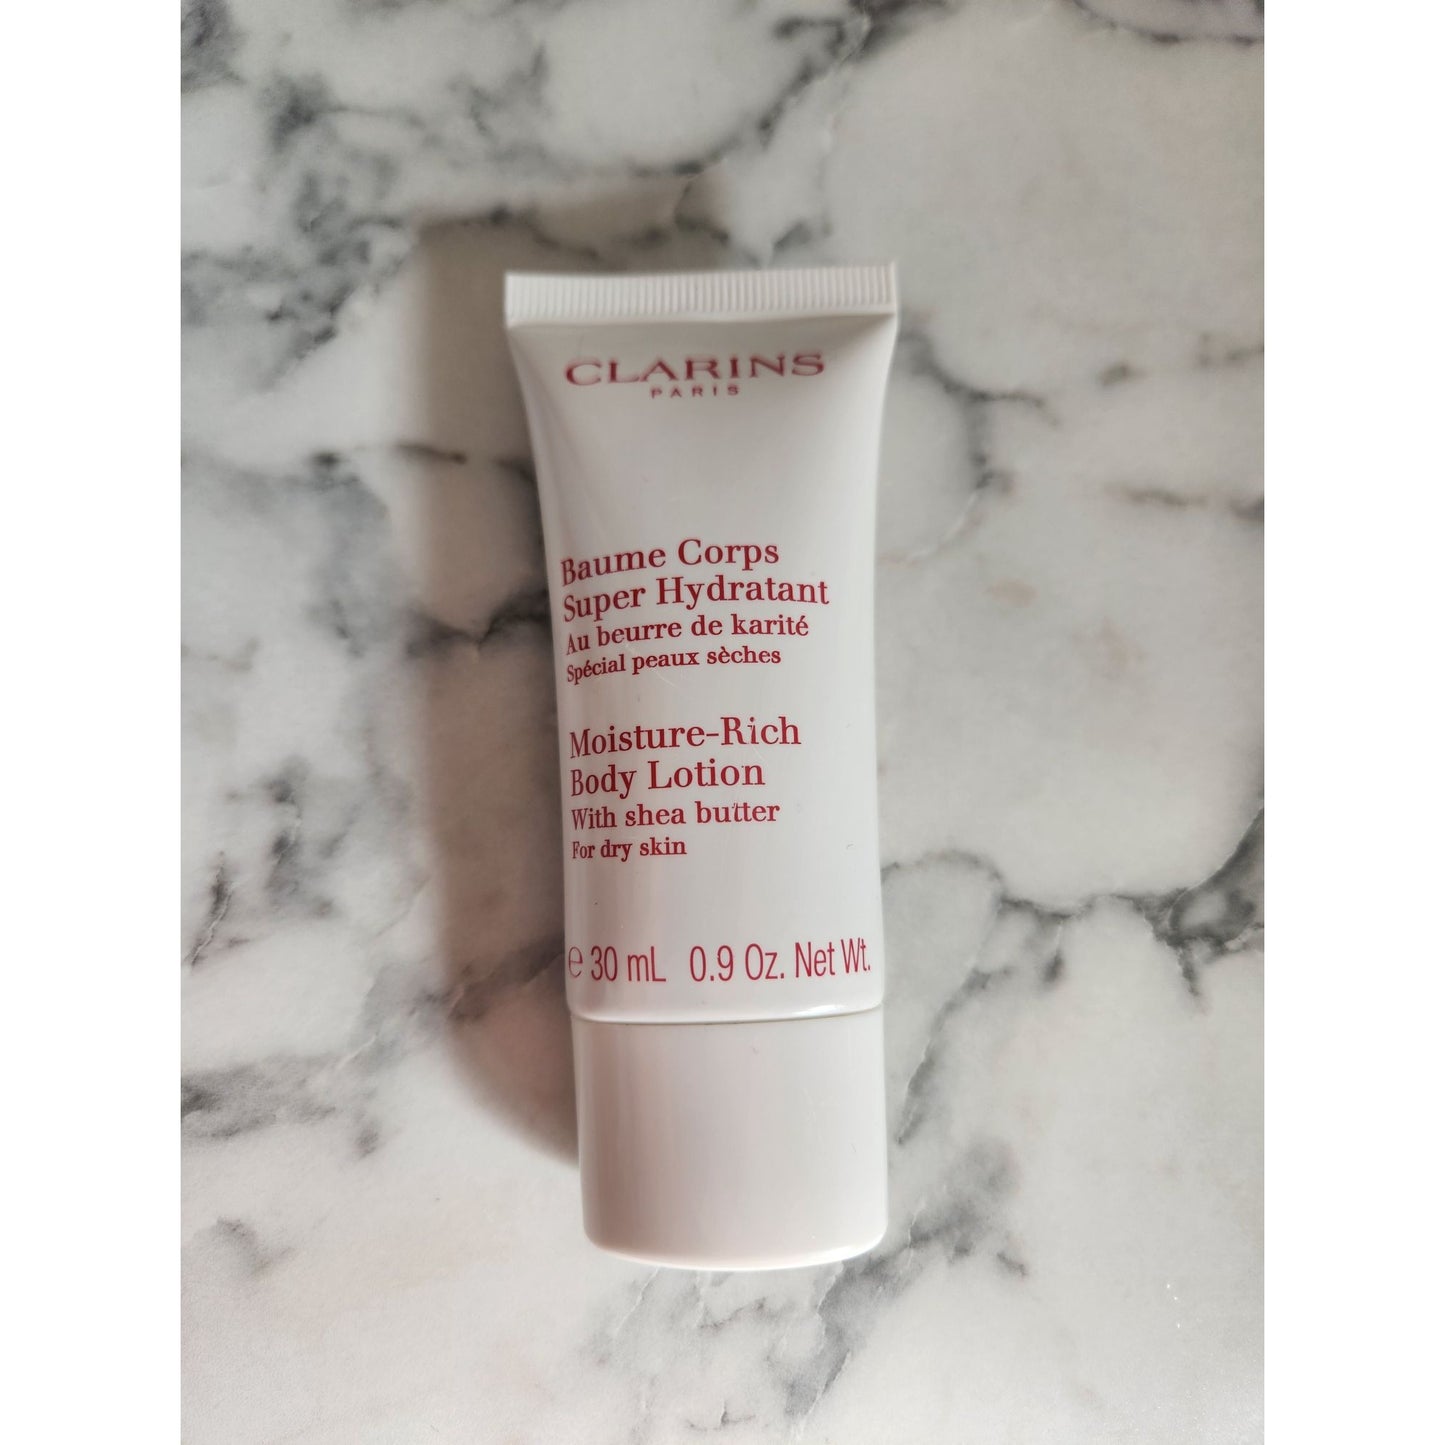 CLARINS
PARIS
Baume Corps
Super Hydratant
Au beurre de karité
Spécial peaux sèches
Moisture-Rich
Body Lotion
With shea butter
For dry skin
℮ 30 mL 0.9 Oz. Net Wt.